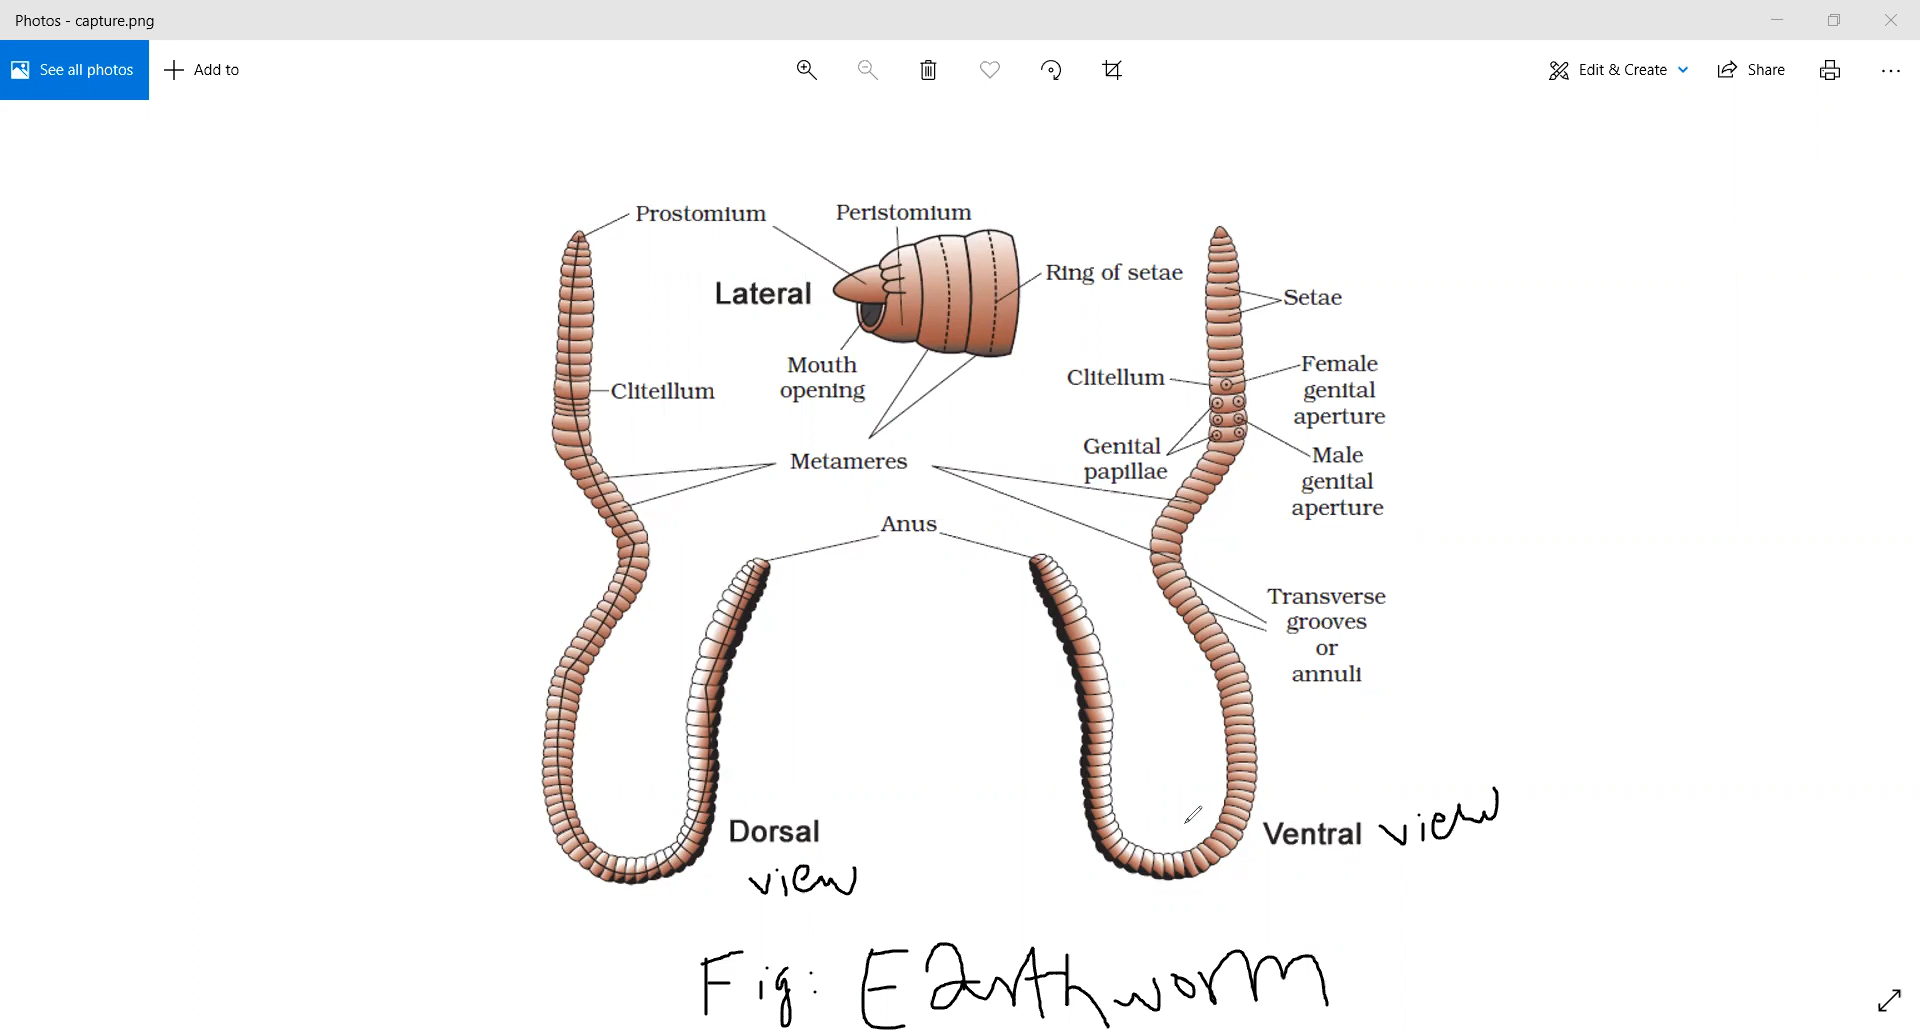 Photos - capture.png
See all photos
Add to
Edit & Create
Share
Prostomium
Peristomium
Lateral
Ring of setae
Setae
Mouth
opening
Cliteillum
Clitellum
Female
genital
aperture
Genital
papillae
Male
genital
aperture
Metameres
Anus
Transverse
grooves
or
annuli
Dorsal
view
Ventral view
Fig: Earthworm